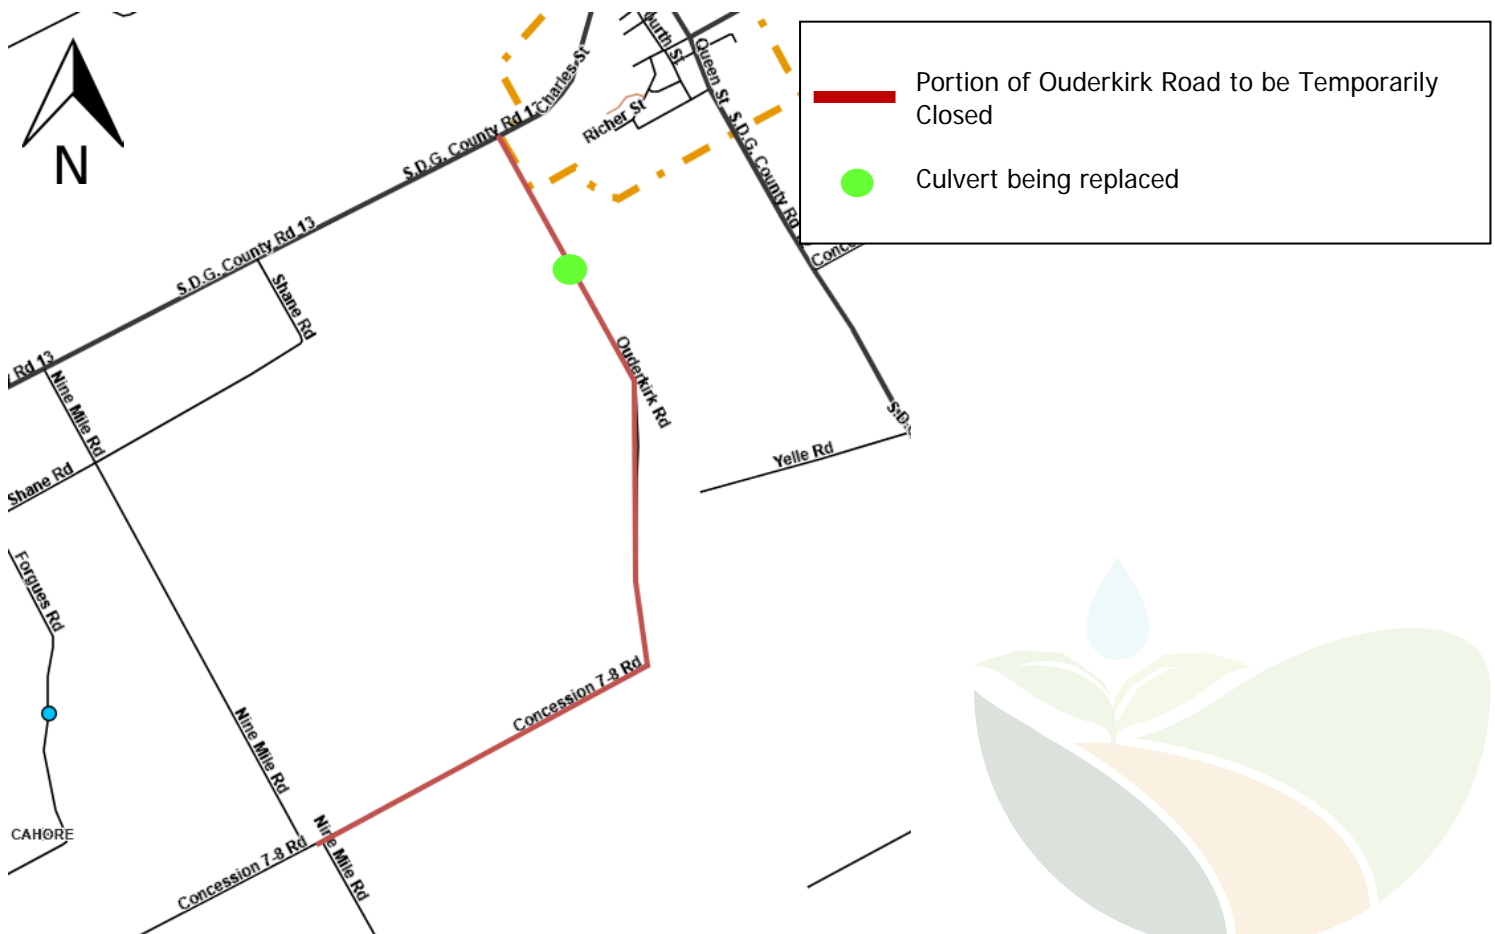 Portion of Ouderkirk Road to be Temporarily
Closed
Culvert being replaced
N
Charles St
Queen St
Richer St
S.D.G. County Rd
S.D.G. County Rd
S.D.G. County Rd 13
Shane Rd
Rd 13
Nine Mile Rd
Ouderkirk Rd
Yelle Rd
Shane Rd
Forgues Rd
Concession 7-8 Rd
Nine Mile Rd
CAHORE
Nine Mile Rd
Concession 7-8 Rd